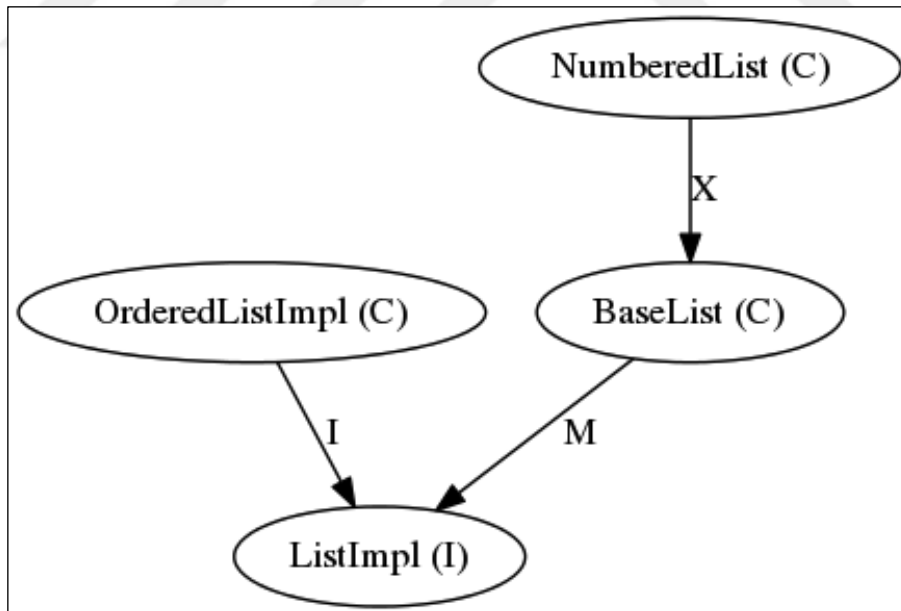 NumberedList (C)
X
OrderedListImpl (C)
BaseList (C)
I
M
ListImpl (I)